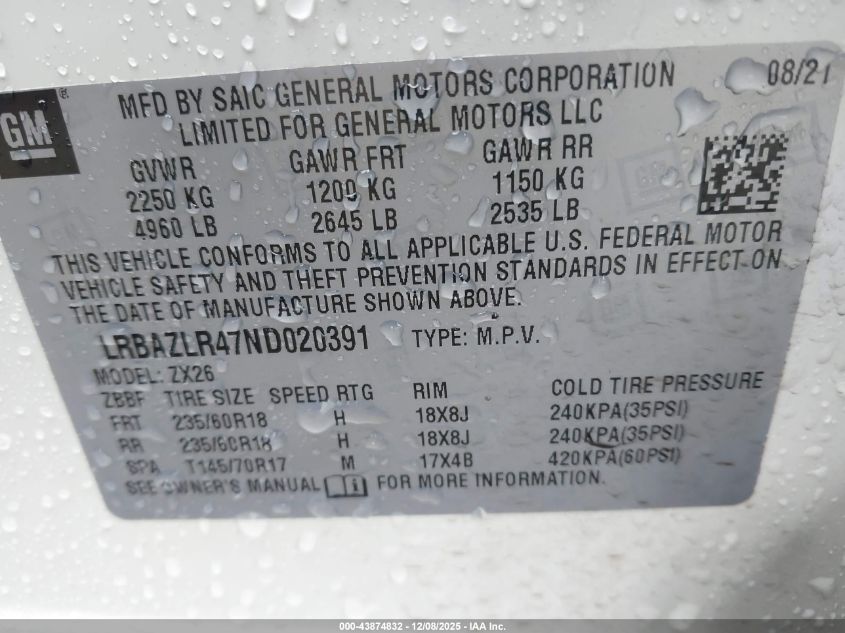 GM
08/21
MFD BY SAIC GENERAL MOTORS CORPORATION
LIMITED FOR GENERAL MOTORS LLC
GVWR GAWR FRT GAWR RR
2250 KG 1200 KG 1150 KG
4960 LB 2645 LB 2535 LB
THIS VEHICLE CONFORMS TO ALL APPLICABLE U.S. FEDERAL MOTOR
VEHICLE SAFETY AND THEFT PREVENTION STANDARDS IN EFFECT ON
THE DATE OF MANUFACTURE SHOWN ABOVE.
LRBAZLR47ND020391 TYPE: M.P.V.
MODEL: ZX26
ZBBF TIRE SIZE SPEED RTG RIM COLD TIRE PRESSURE
FRT 235/60R18 H 18X8J 240KPA(35PSI)
RR 235/60R18 H 18X8J 240KPA(35PSI)
SPA T145/70R17 M 17X4B 420KPA(60PSI)
SEE OWNER'S MANUAL FOR MORE INFORMATION.
000-43874832 - 12/08/2025 - IAA Inc.